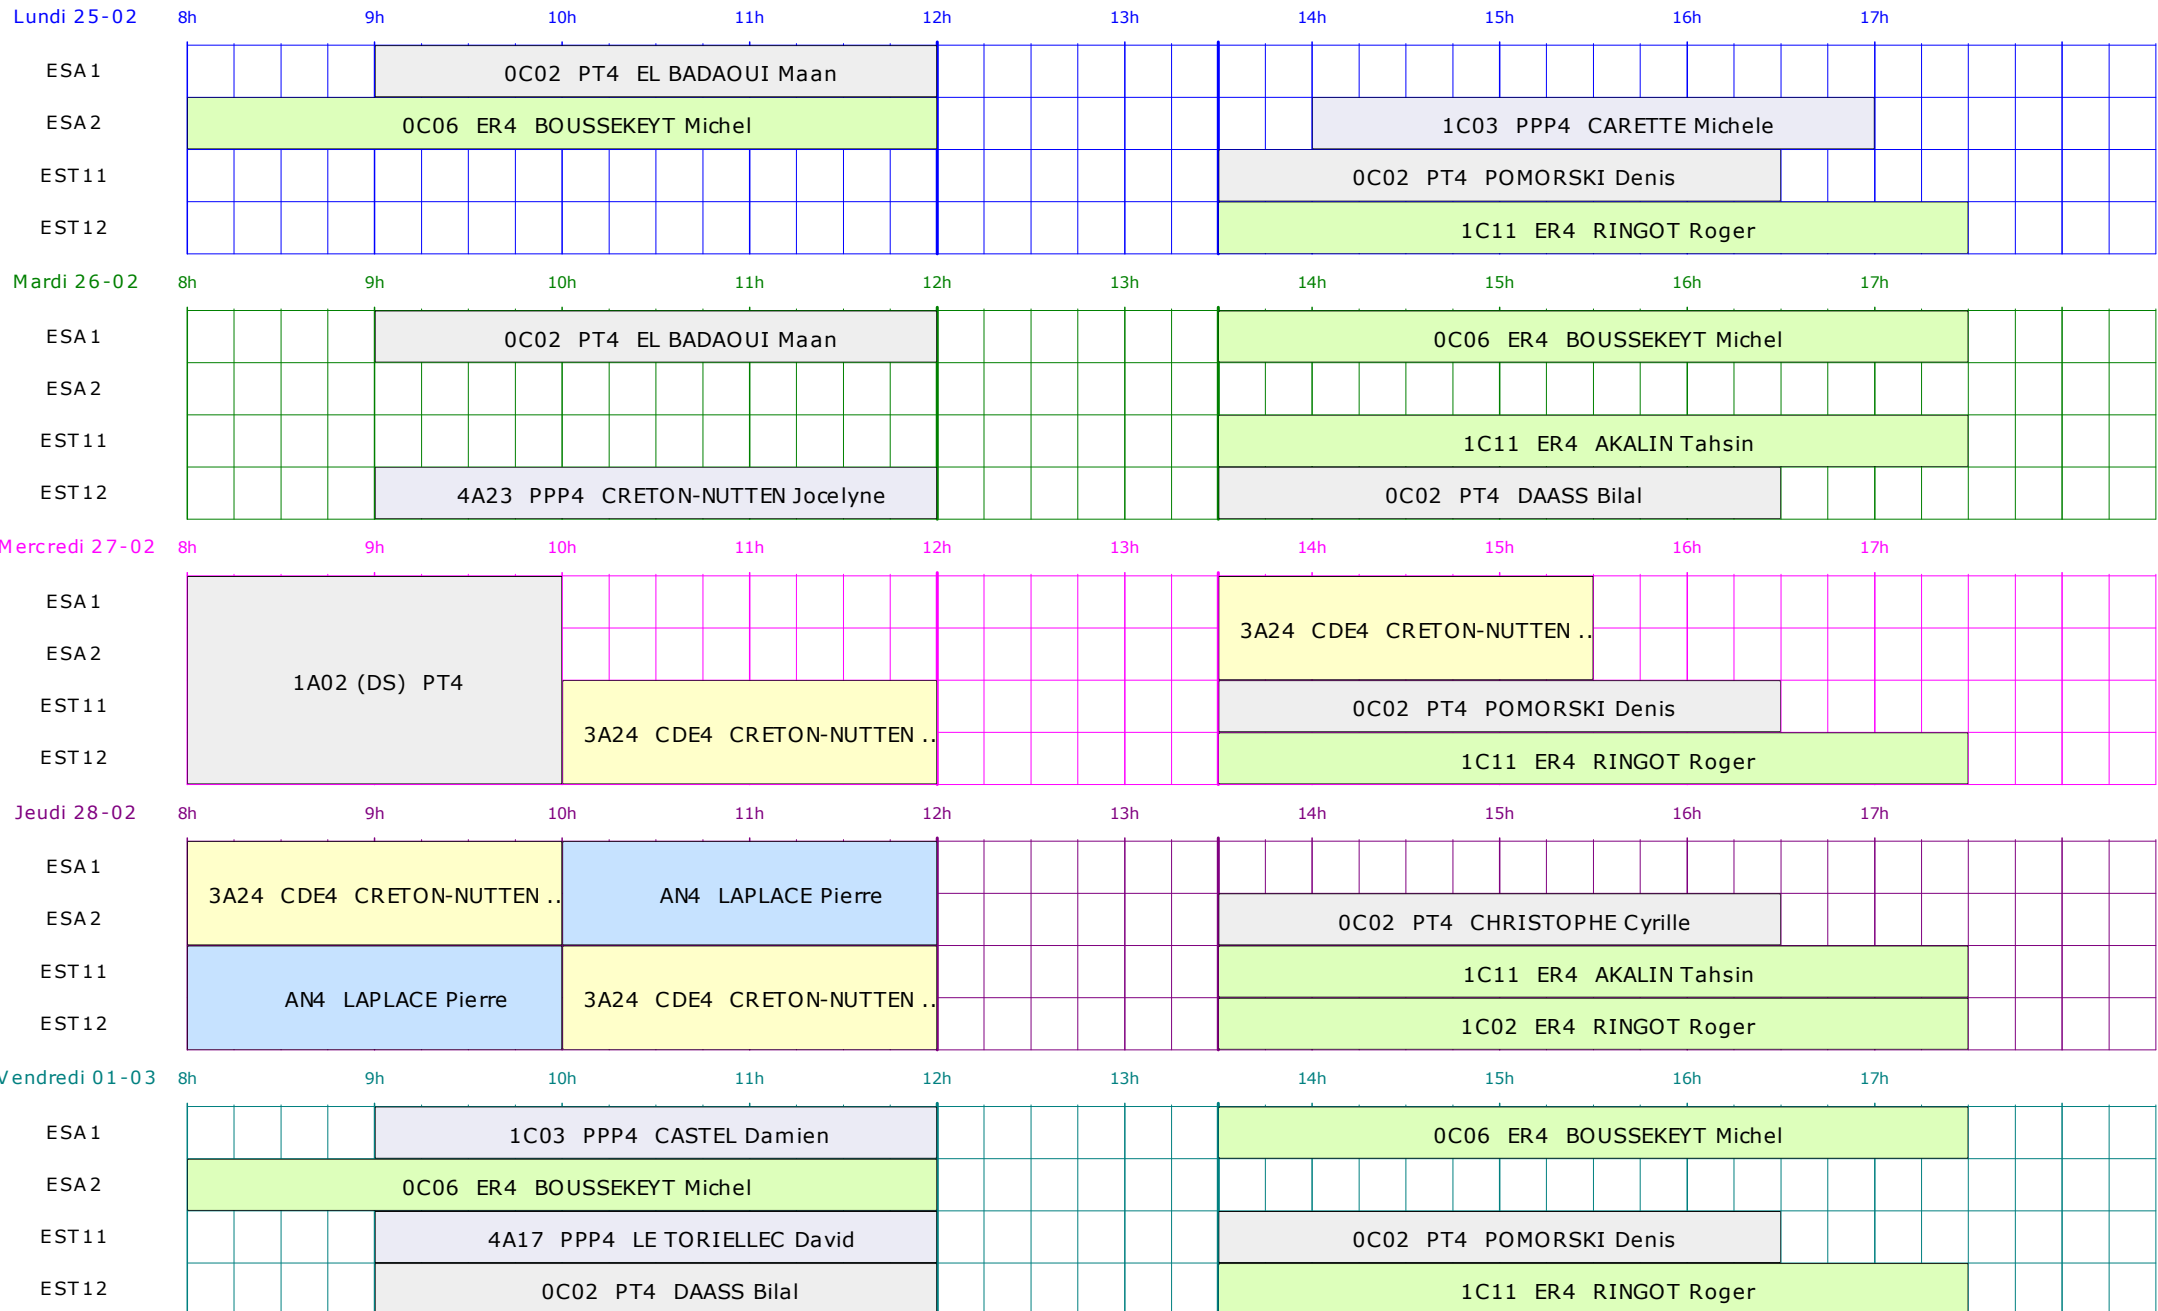 Lundi 25-02 8h 9h 10h 11h 12h 13h 14h 15h 16h 17h
ESA1 0C02 PT4 EL BADAOUI Maan
ESA2 0C06 ER4 BOUSSEKEYT Michel 1C03 PPP4 CARETTE Michele
EST11 0C02 PT4 POMORSKI Denis
EST12 1C11 ER4 RINGOT Roger
Mardi 26-02 8h 9h 10h 11h 12h 13h 14h 15h 16h 17h
ESA1 0C02 PT4 EL BADAOUI Maan 0C06 ER4 BOUSSEKEYT Michel
ESA2
EST11 1C11 ER4 AKALIN Tahsin
EST12 4A23 PPP4 CRETON-NUTTEN Jocelyne 0C02 PT4 DAASS Bilal
Mercredi 27-02 8h 9h 10h 11h 12h 13h 14h 15h 16h 17h
ESA1
3A24 CDE4 CRETON-NUTTEN ..
ESA2
1A02 (DS) PT4
EST11 0C02 PT4 POMORSKI Denis
3A24 CDE4 CRETON-NUTTEN ..
EST12 1C11 ER4 RINGOT Roger
Jeudi 28-02 8h 9h 10h 11h 12h 13h 14h 15h 16h 17h
ESA1
3A24 CDE4 CRETON-NUTTEN .. AN4 LAPLACE Pierre
ESA2 0C02 PT4 CHRISTOPHE Cyrille
EST11 1C11 ER4 AKALIN Tahsin
AN4 LAPLACE Pierre 3A24 CDE4 CRETON-NUTTEN ..
EST12 1C02 ER4 RINGOT Roger
Vendredi 01-03 8h 9h 10h 11h 12h 13h 14h 15h 16h 17h
ESA1 1C03 PPP4 CASTEL Damien 0C06 ER4 BOUSSEKEYT Michel
ESA2 0C06 ER4 BOUSSEKEYT Michel
EST11 4A17 PPP4 LE TORIELLEC David 0C02 PT4 POMORSKI Denis
EST12 0C02 PT4 DAASS Bilal 1C11 ER4 RINGOT Roger